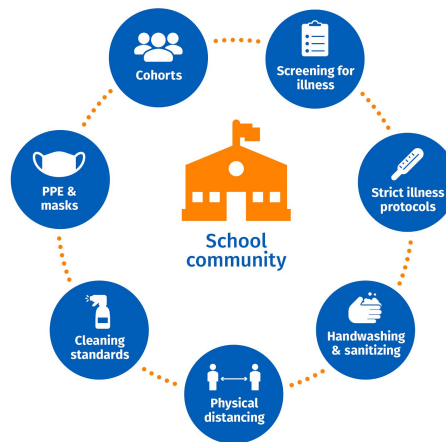 Cohorts
Screening for
illness
PPE &
masks
Strict illness
protocols
School
community
Cleaning
standards
Handwashing
& sanitizing
Physical
distancing